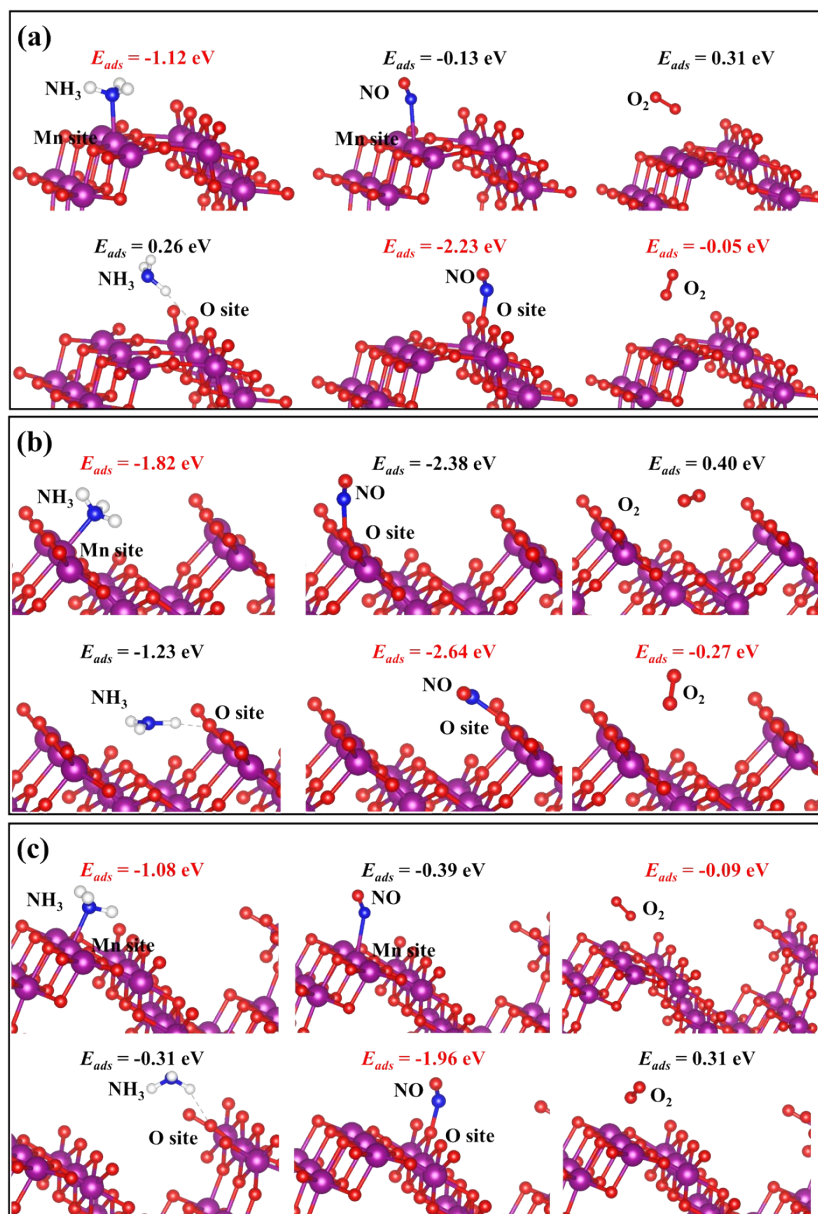 (a)
E_ads = -1.12 eV
E_ads = -0.13 eV
E_ads = 0.31 eV
NH3
NO
O2
Mn site
Mn site
E_ads = 0.26 eV
E_ads = -2.23 eV
E_ads = -0.05 eV
NH3
NO
O2
O site
O site
(b)
E_ads = -1.82 eV
E_ads = -2.38 eV
E_ads = 0.40 eV
NH3
NO
O2
Mn site
O site
E_ads = -1.23 eV
E_ads = -2.64 eV
E_ads = -0.27 eV
NH3
NO
O2
O site
O site
(c)
E_ads = -1.08 eV
E_ads = -0.39 eV
E_ads = -0.09 eV
NH3
NO
O2
Mn site
Mn site
E_ads = -0.31 eV
E_ads = -1.96 eV
E_ads = 0.31 eV
NH3
NO
O2
O site
O site